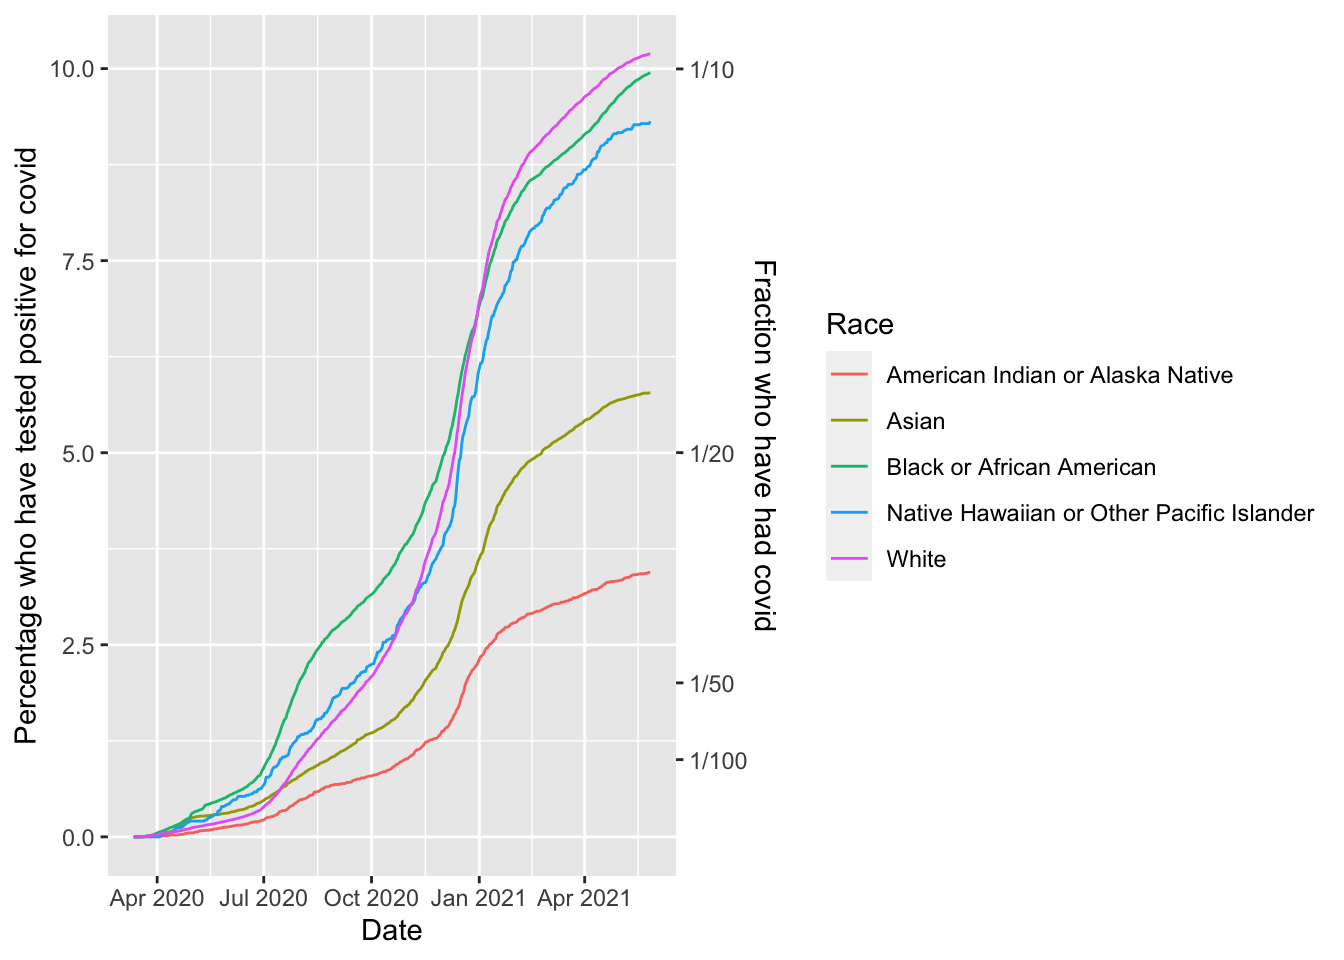 Percentage who have tested positive for covid
10.0
7.5
5.0
2.5
0.0
Apr 2020 Jul 2020 Oct 2020 Jan 2021 Apr 2021
Date
1/10
1/20
1/50
1/100
Fraction who have had covid
Race
American Indian or Alaska Native
Asian
Black or African American
Native Hawaiian or Other Pacific Islander
White